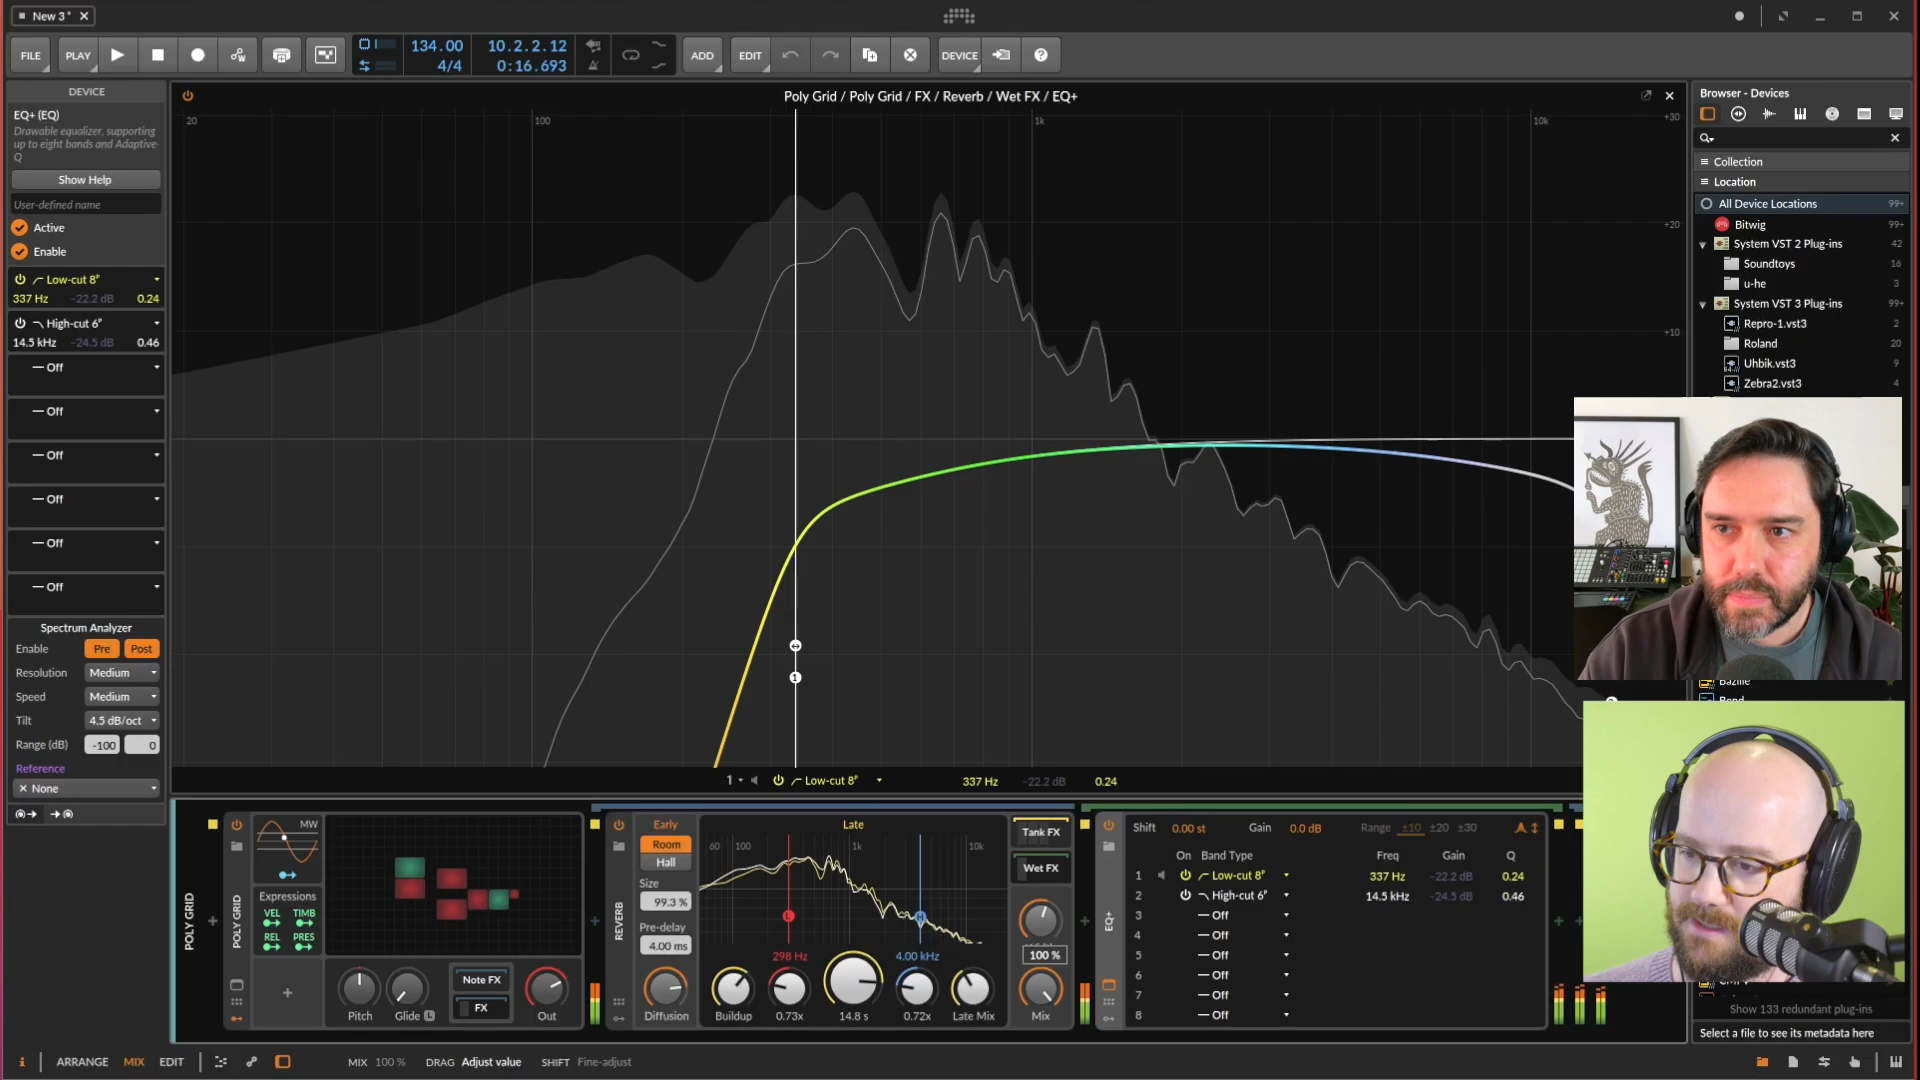 New 3*
FILE
PLAY
134.00
4/4
10.2.2.12
0:16.693
ADD
EDIT
DEVICE
DEVICE
EQ+ (EQ)
Drawable equalizer, supporting
up to eight bands and Adaptive-
Q
Show Help
User-defined name
Active
Enable
Low-cut 8°
337 Hz -22.2 dB 0.24
High-cut 6°
14.5 kHz -24.5 dB 0.46
Off
Off
Off
Off
Off
Off
Spectrum Analyzer
Enable Pre Post
Resolution Medium
Speed Medium
Tilt 4.5 dB/oct
Range (dB) -100 0
Reference
None
Poly Grid / Poly Grid / FX / Reverb / Wet FX / EQ+
20 100 1k 10k
+30
+20
+10
1
1 Low-cut 8° 337 Hz -22.2 dB 0.24
POLY GRID
POLY GRID
MW
Expressions
VEL TIMB
REL PRES
Pitch Glide L
Note FX
FX
Out
REVERB
Early
Room
Hall
Size
99.3 %
Pre-delay
4.00 ms
Diffusion
Late
60 100 1k 10k
L
H
298 Hz 4.00 kHz
Buildup 0.73x 14.8 s 0.72x Late Mix
Tank FX
Wet FX
100 %
Mix
EQ+
Shift 0.00 st Gain 0.0 dB Range ±10 ±20 ±30
On Band Type Freq Gain Q
1 Low-cut 8° 337 Hz -22.2 dB 0.24
2 High-cut 6° 14.5 kHz -24.5 dB 0.46
3 Off
4 Off
5 Off
6 Off
7 Off
8 Off
Browser - Devices
Collection
Location
All Device Locations 99+
Bitwig 99+
System VST 2 Plug-ins 42
Soundtoys 16
u-he 3
System VST 3 Plug-ins 99+
Repro-1.vst3 2
Roland 20
Uhbik.vst3 9
Zebra2.vst3 4
Bazille
Show 133 redundant plug-ins
Select a file to see its metadata here
i ARRANGE MIX EDIT
MIX 100 % DRAG Adjust value SHIFT Fine-adjust